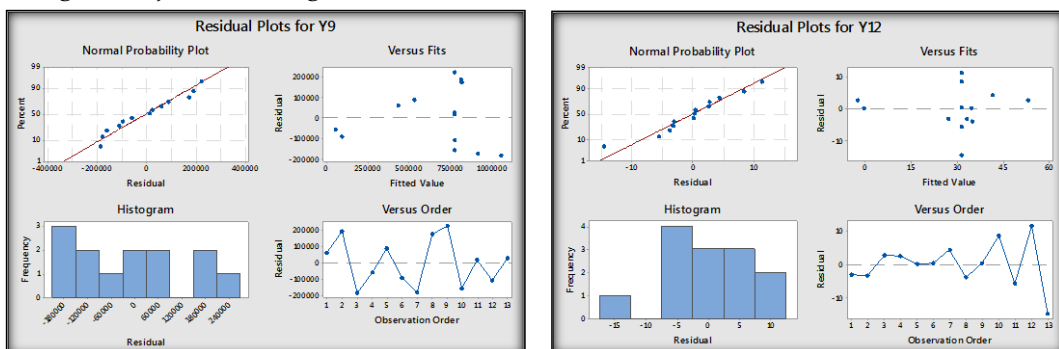 Residual Plots for Y9
Normal Probability Plot
Versus Fits
99
90
50
10
1
Percent
-400000 -200000 0 200000 400000
Residual
200000
100000
0
-100000
-200000
Residual
0 250000 500000 750000 1000000
Fitted Value
Histogram
Versus Order
3
2
1
0
Frequency
-180000 -120000 -60000 0 60000 120000 180000 240000
Residual
200000
100000
0
-100000
-200000
Residual
1 2 3 4 5 6 7 8 9 10 11 12 13
Observation Order
Residual Plots for Y12
Normal Probability Plot
Versus Fits
99
90
50
10
1
Percent
-10 0 10
Residual
10
0
-10
Residual
0 15 30 45 60
Fitted Value
Histogram
Versus Order
4
3
2
1
0
Frequency
-15 -10 -5 0 5 10
Residual
10
0
-10
Residual
1 2 3 4 5 6 7 8 9 10 11 12 13
Observation Order